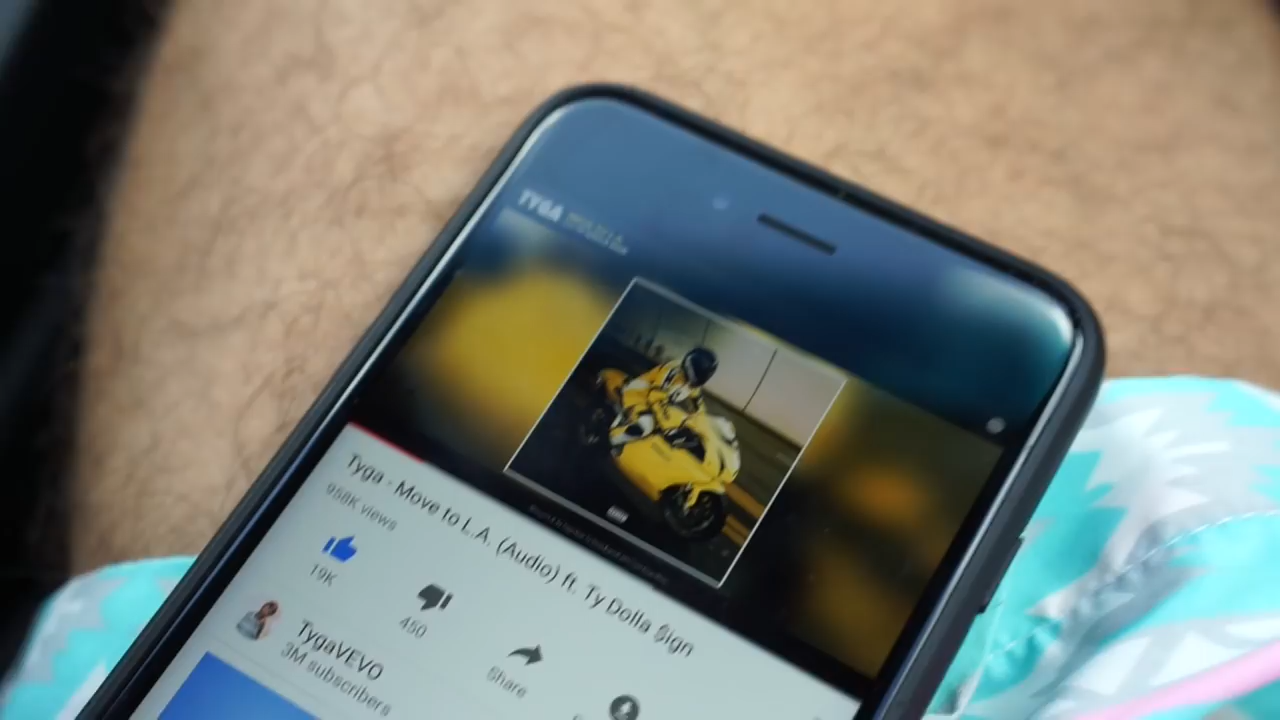 TYGA
Tyga - Move to L.A. (Audio) ft. Ty Dolla $ign
958K views
19K
450
Share
TygaVEVO
3M subscribers